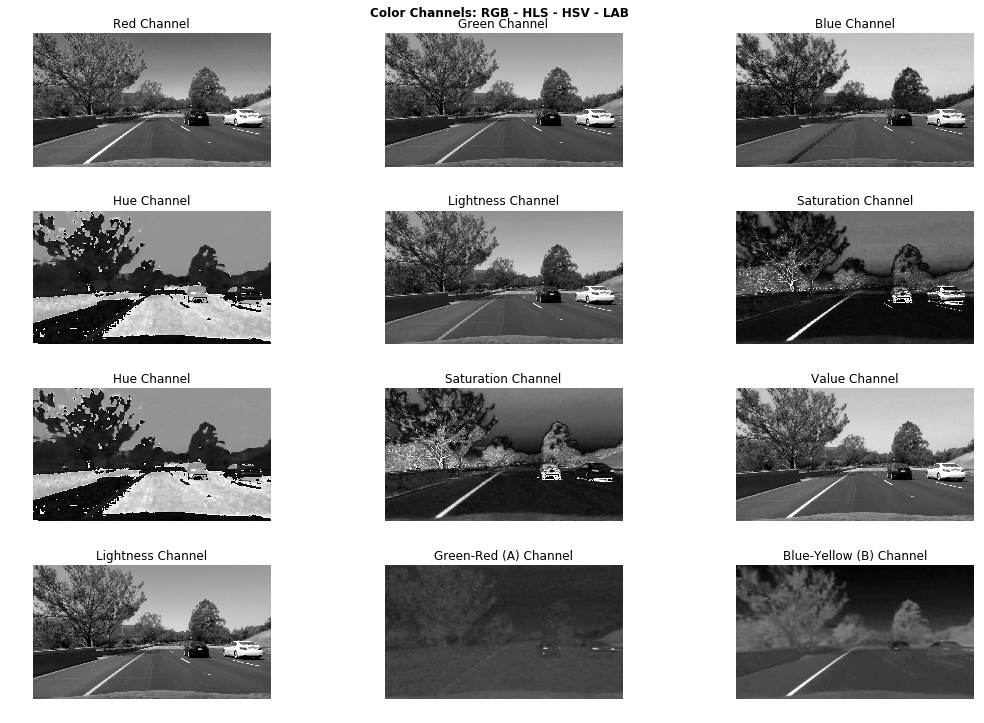 Color Channels: RGB - HLS - HSV - LAB
Red Channel
Green Channel
Blue Channel
Hue Channel
Lightness Channel
Saturation Channel
Hue Channel
Saturation Channel
Value Channel
Lightness Channel
Green-Red (A) Channel
Blue-Yellow (B) Channel